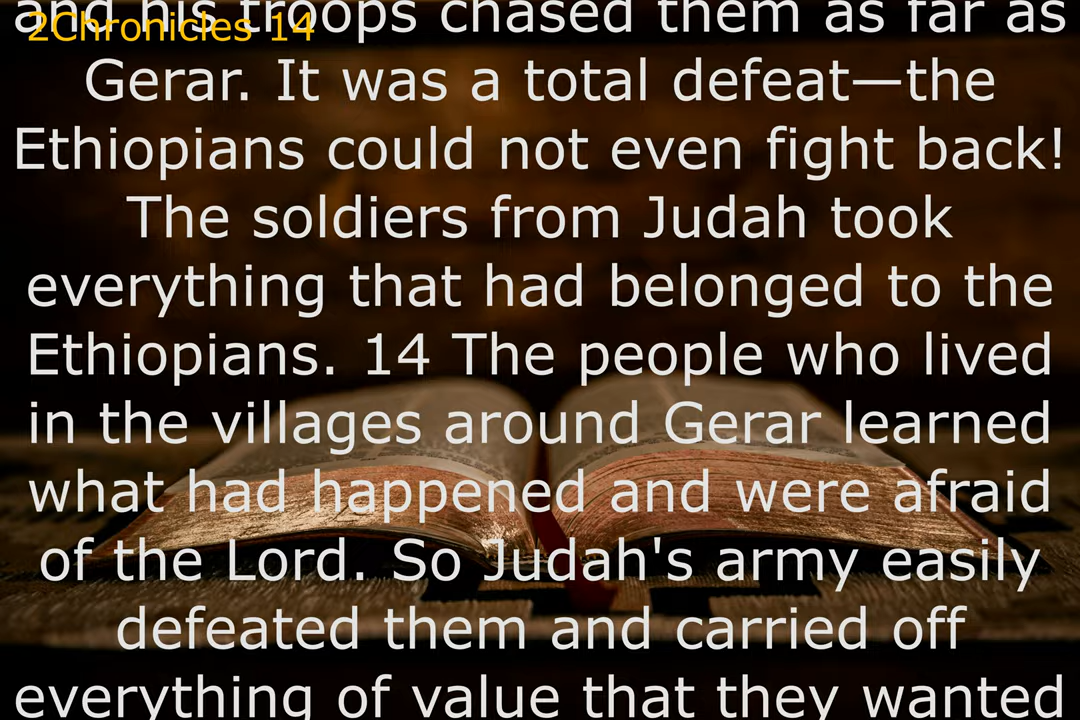 and his troops chased them as far as
2Chronicles 14
Gerar. It was a total defeat—the
Ethiopians could not even fight back!
The soldiers from Judah took
everything that had belonged to the
Ethiopians. 14 The people who lived
in the villages around Gerar learned
what had happened and were afraid
of the Lord. So Judah's army easily
defeated them and carried off
everything of value that they wanted